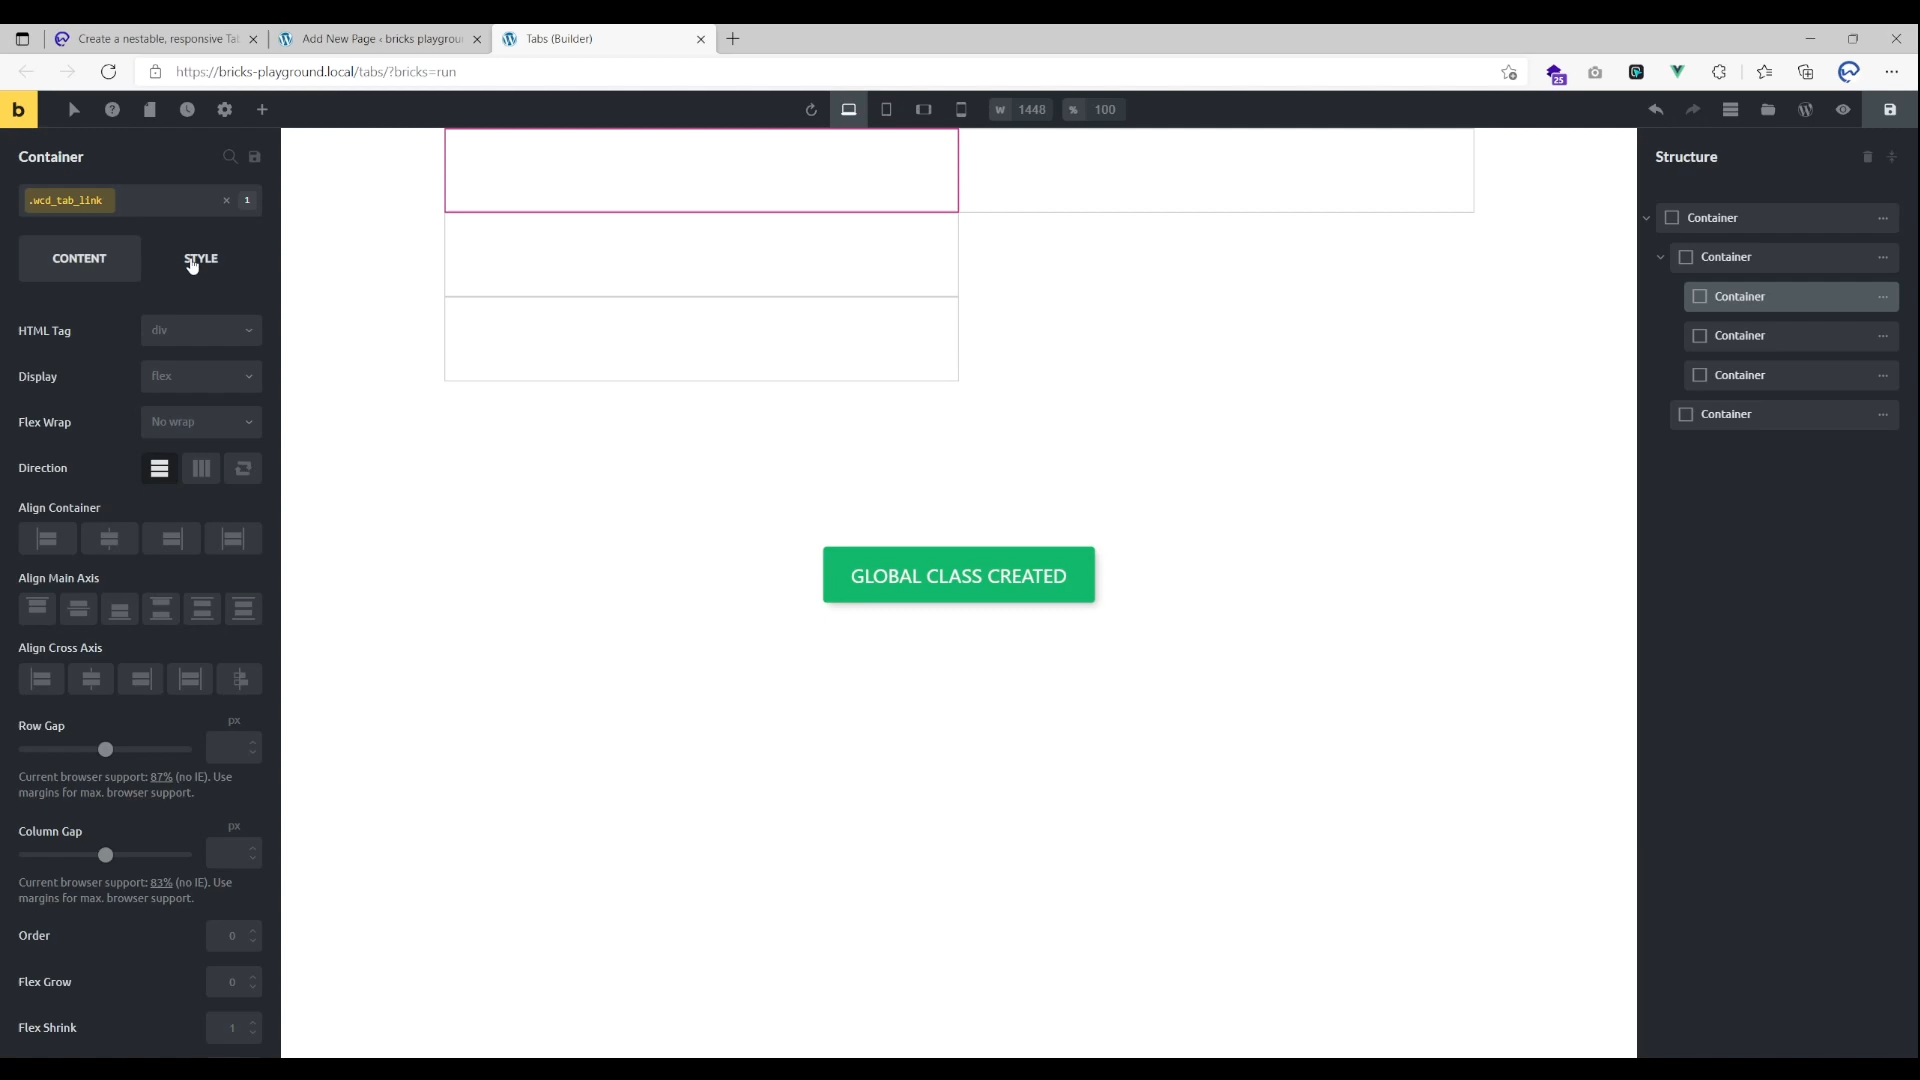 Create a nestable, responsive Tab
Add New Page ‹ bricks playgroun
Tabs (Builder)
https://bricks-playground.local/tabs/?bricks=run
25
b
W 1448
% 100
Container
.wcd_tab_link
1
CONTENT
STYLE
HTML Tag
div
Display
flex
Flex Wrap
No wrap
Direction
Align Container
Align Main Axis
Align Cross Axis
Row Gap
px
Current browser support: 87% (no IE). Use
margins for max. browser support.
Column Gap
px
Current browser support: 83% (no IE). Use
margins for max. browser support.
Order
0
Flex Grow
0
Flex Shrink
1
GLOBAL CLASS CREATED
Structure
Container
Container
Container
Container
Container
Container